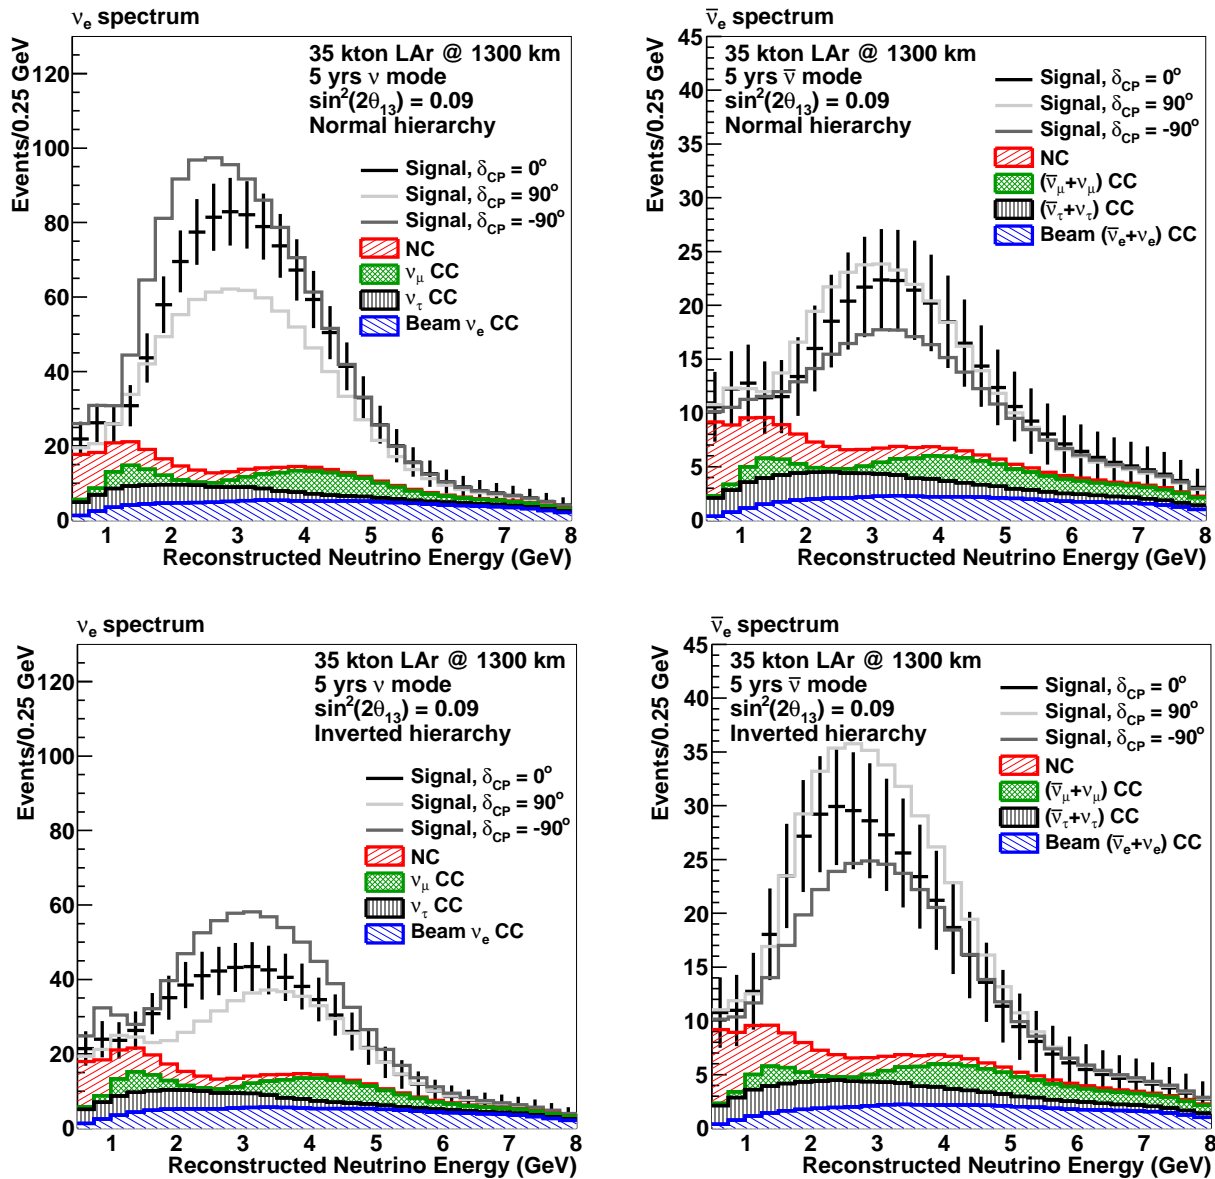 νe spectrum
Events/0.25 GeV
35 kton LAr @ 1300 km
5 yrs ν mode
sin²(2θ13) = 0.09
Normal hierarchy
Signal, δCP = 0°
Signal, δCP = 90°
Signal, δCP = -90°
NC
νμ CC
ντ CC
Beam νe CC
0 20 40 60 80 100 120
1 2 3 4 5 6 7 8
Reconstructed Neutrino Energy (GeV)
ν̅e spectrum
Events/0.25 GeV
35 kton LAr @ 1300 km
5 yrs ν̅ mode
sin²(2θ13) = 0.09
Normal hierarchy
Signal, δCP = 0°
Signal, δCP = 90°
Signal, δCP = -90°
NC
(ν̅μ+νμ) CC
(ν̅τ+ντ) CC
Beam (ν̅e+νe) CC
0 5 10 15 20 25 30 35 40 45
1 2 3 4 5 6 7 8
Reconstructed Neutrino Energy (GeV)
νe spectrum
Events/0.25 GeV
35 kton LAr @ 1300 km
5 yrs ν mode
sin²(2θ13) = 0.09
Inverted hierarchy
Signal, δCP = 0°
Signal, δCP = 90°
Signal, δCP = -90°
NC
νμ CC
ντ CC
Beam νe CC
0 20 40 60 80 100 120
1 2 3 4 5 6 7 8
Reconstructed Neutrino Energy (GeV)
ν̅e spectrum
Events/0.25 GeV
35 kton LAr @ 1300 km
5 yrs ν̅ mode
sin²(2θ13) = 0.09
Inverted hierarchy
Signal, δCP = 0°
Signal, δCP = 90°
Signal, δCP = -90°
NC
(ν̅μ+νμ) CC
(ν̅τ+ντ) CC
Beam (ν̅e+νe) CC
0 5 10 15 20 25 30 35 40 45
1 2 3 4 5 6 7 8
Reconstructed Neutrino Energy (GeV)